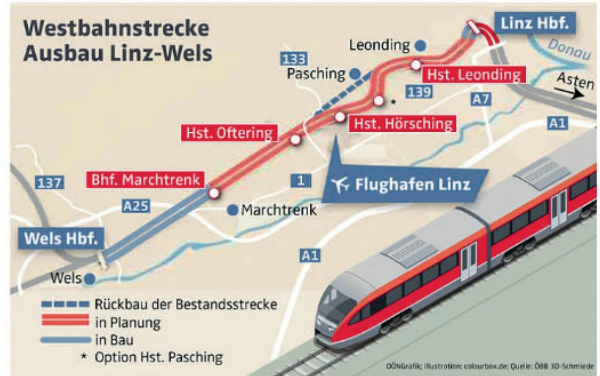 Westbahnstrecke
Ausbau Linz-Wels
Linz Hbf.
Leonding
Donau
133
Pasching
Hst. Leonding
Asten
139
A7
*
Hst. Oftering
Hst. Hörsching
A1
Bhf. Marchtrenk
137
1
Flughafen Linz
A25
Marchtrenk
Wels Hbf.
A1
Wels
Rückbau der Bestandsstrecke
in Planung
in Bau
* Option Hst. Pasching
OÖNGrafik; Illustration: colourbox.de; Quelle: ÖBB 3D-Schmiede